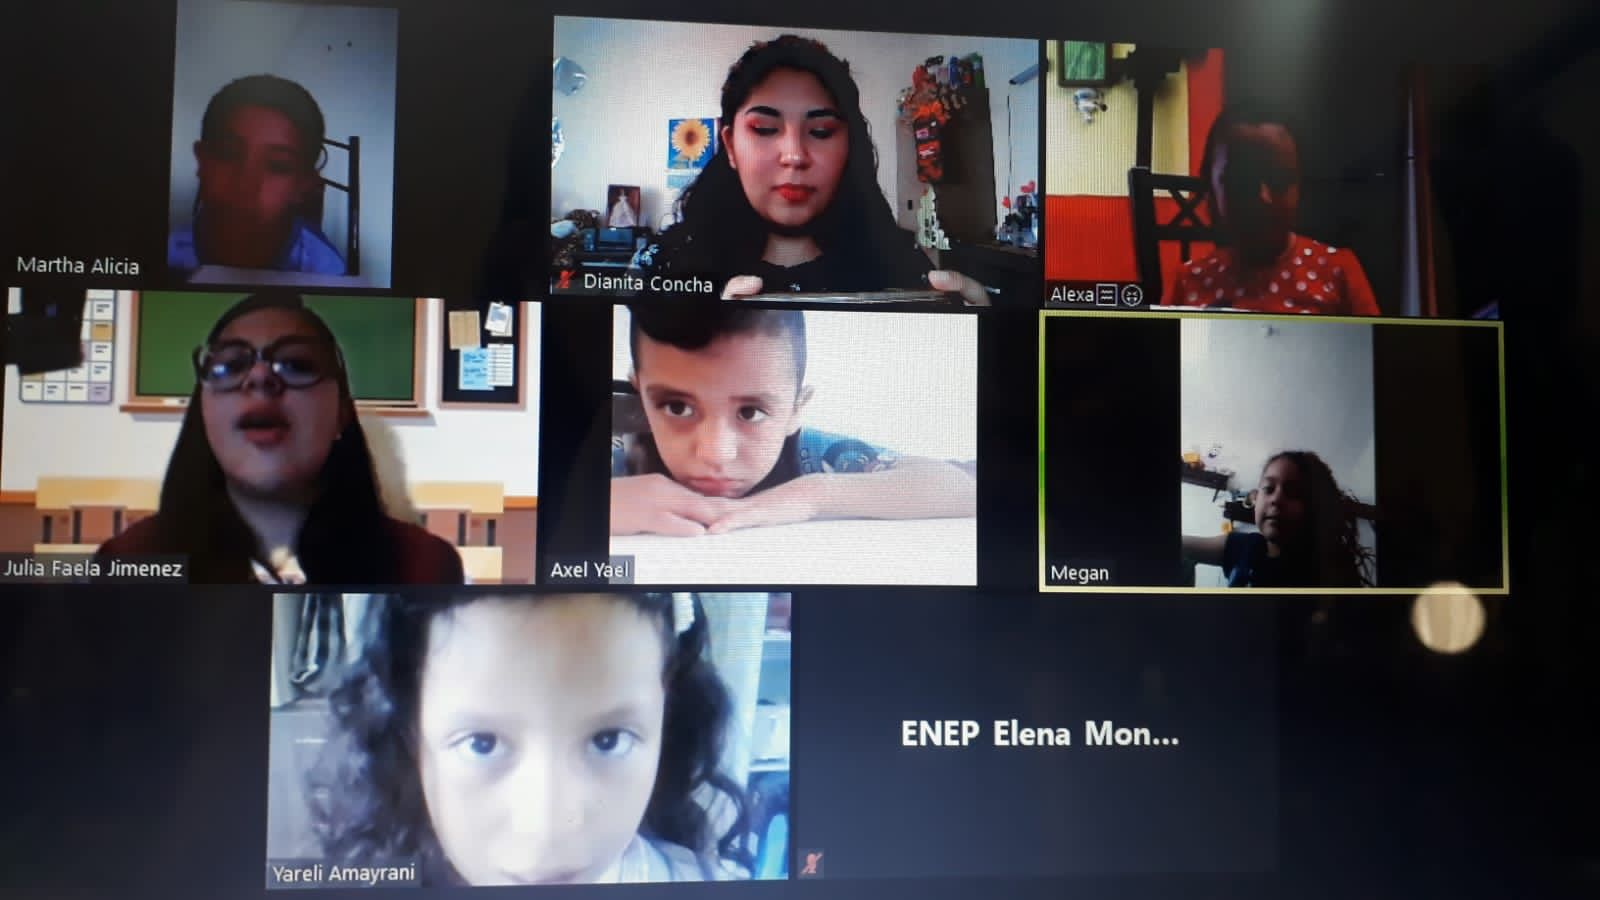 Martha Alicia
Dianita Concha
Alexa
Julia Faela Jimenez
Axel Yael
Megan
Yareli Amayrani
ENEP Elena Mon...